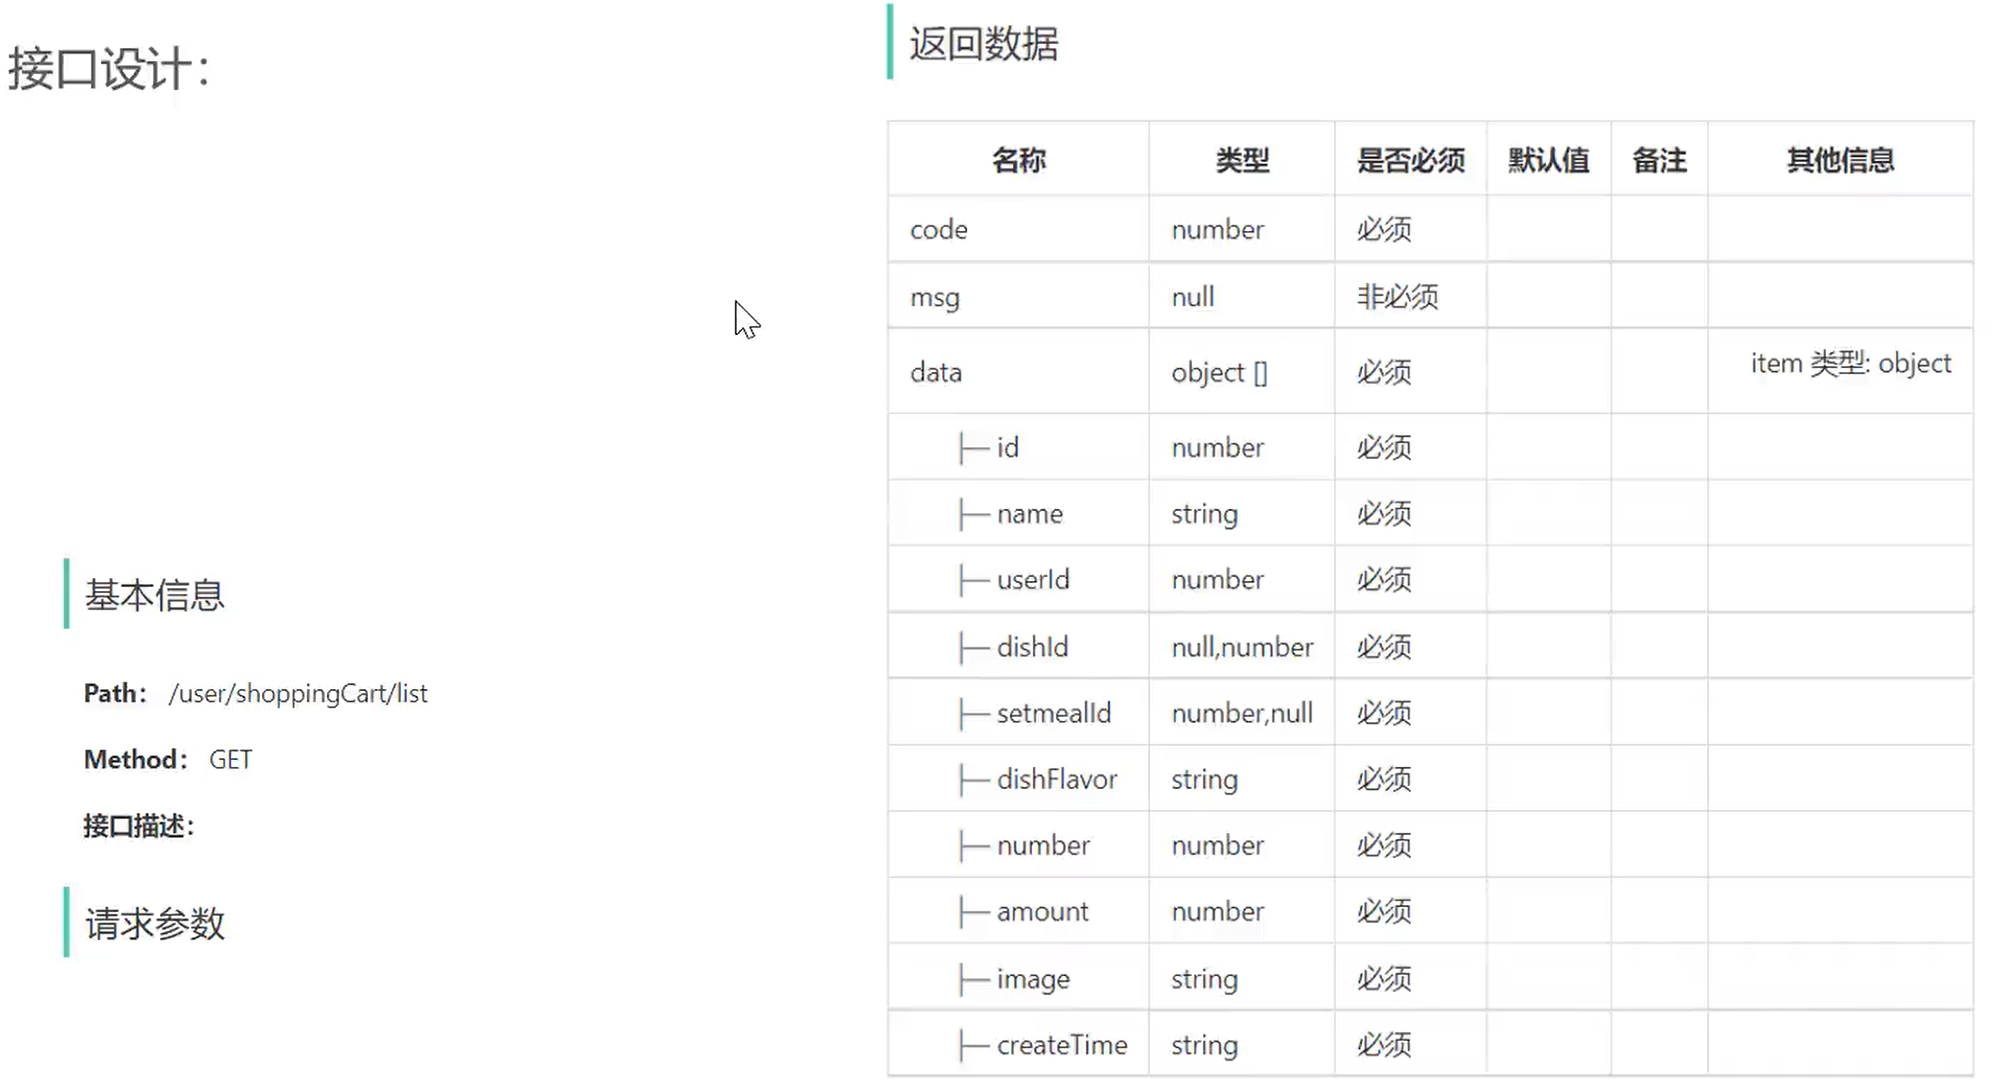 接口设计：
基本信息
Path： /user/shoppingCart/list
Method： GET
接口描述：
请求参数
返回数据
名称 类型 是否必须 默认值 备注 其他信息
code number 必须
msg null 非必须
data object [] 必须 item 类型: object
├─ id number 必须
├─ name string 必须
├─ userId number 必须
├─ dishId null,number 必须
├─ setmealId number,null 必须
├─ dishFlavor string 必须
├─ number number 必须
├─ amount number 必须
├─ image string 必须
├─ createTime string 必须